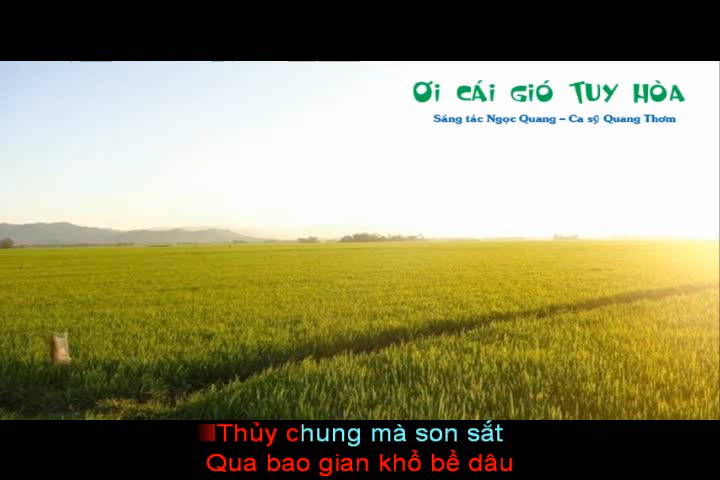 Ơi cái gió Tuy Hòa
Sáng tác Ngọc Quang – Ca sỹ Quang Thơm
Thủy chung mà son sắt
Qua bao gian khổ bể dâu